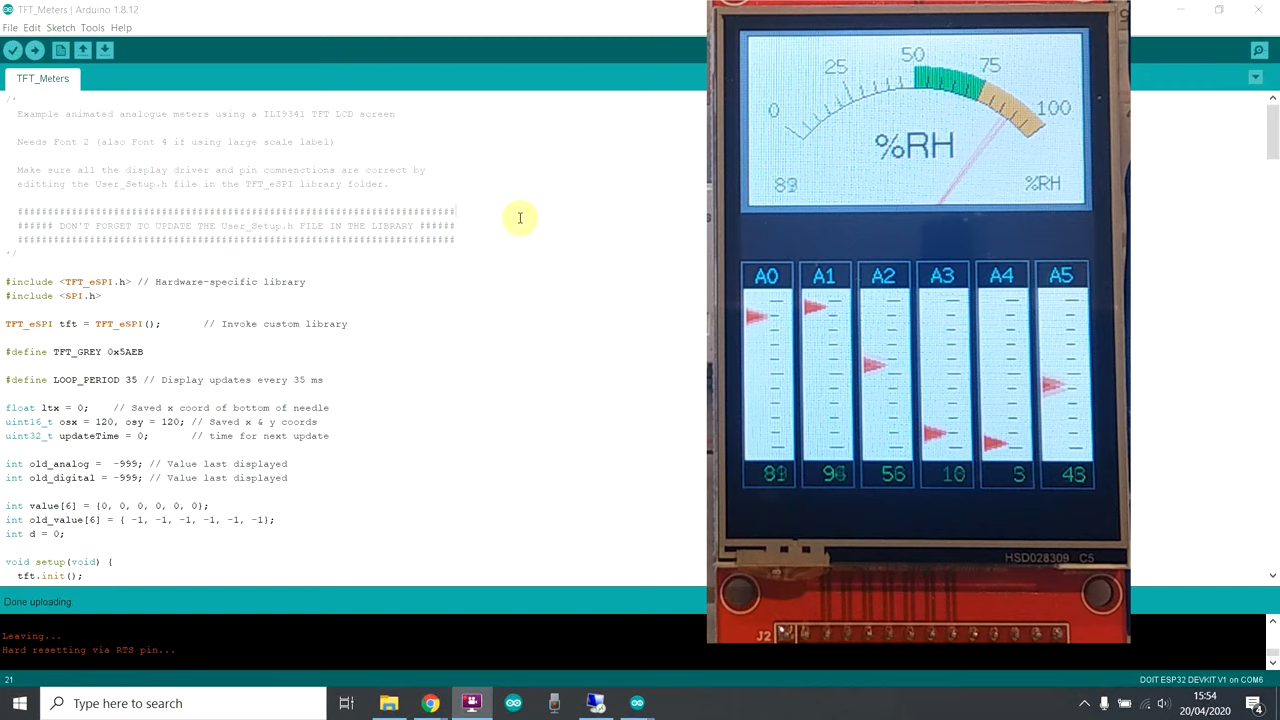 TFT_Meters | Arduino 1.8.12
File Edit Sketch Tools Help
TFT_Meters
/*
Example animated analogue meters using a ILI9341 TFT LCD screen
Needs Font 2 (also Font 4 if using large scale label)
Make sure all the display driver and pin comnenctions are correct by
editting the User_Setup.h file in the TFT_eSPI library folder.
#########################################################################
###### DON'T FORGET TO UPDATE THE User_Setup.h FILE IN THE LIBRARY ######
#########################################################################
*/
#include <TFT_eSPI.h> // Hardware-specific library
#include <SPI.h>
TFT_eSPI tft = TFT_eSPI(); // Invoke custom library
#define TFT_GREY 0x5AEB
#define LOOP_PERIOD // Display updates every ms
float ltx = 0; // Saved x coord of bottom of needle
uint16_t osx = 120, osy = 120; // Saved x & y coords
uint32_t updateTime = 0; // time for next update
int old_analog = -999; // Value last displayed
int old_digital = -999; // Value last displayed
int value[6] = {0, 0, 0, 0, 0, 0};
int old_value[6] = { -1, -1, -1, -1, -1, -1};
int d = 0;
void setup(void) {
tft.init();
Done uploading.
Leaving...
Hard resetting via RTS pin...
21
DOIT ESP32 DEVKIT V1 on COM6
0 25 50 75 100
%RH
%RH
A0 A1 A2 A3 A4 A5
HSD028309 C5
J2
Type here to search
15:54
20/04/2020
4